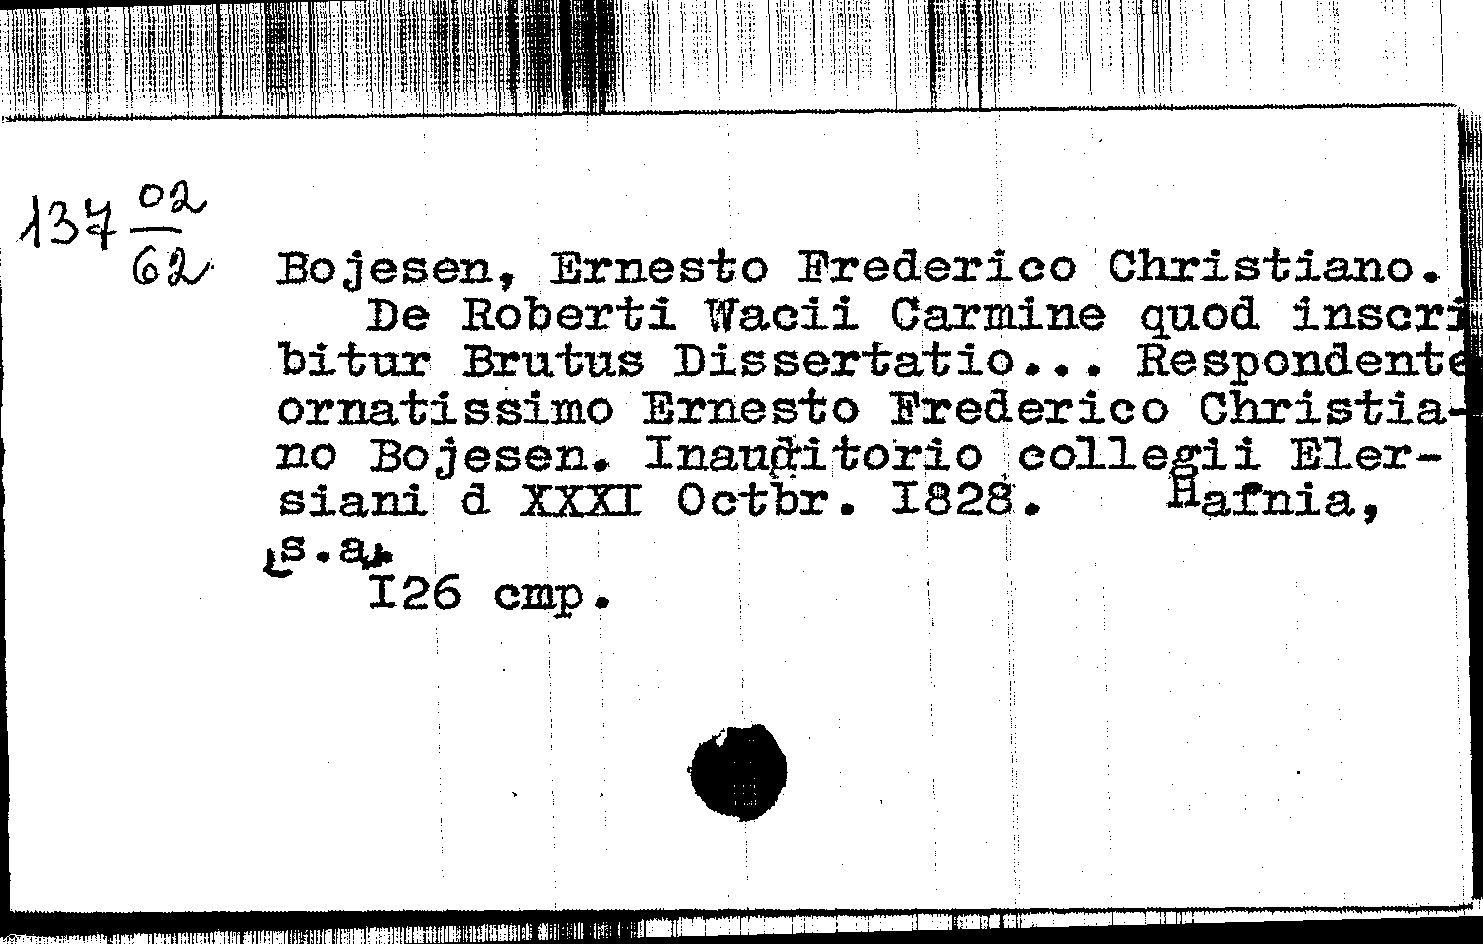 137 02/62
Bojesen, Ernesto Frederico Christiano.
De Roberti Wacii Carmine quod inscri
bitur Brutus Dissertatio... Respondente
ornatissimo Ernesto Frederico Christia-
no Bojesen. Inauditorio collegii Eler-
siani d XXXI Octbr. I828. Hafnia,
s.a.
I26 cmp.